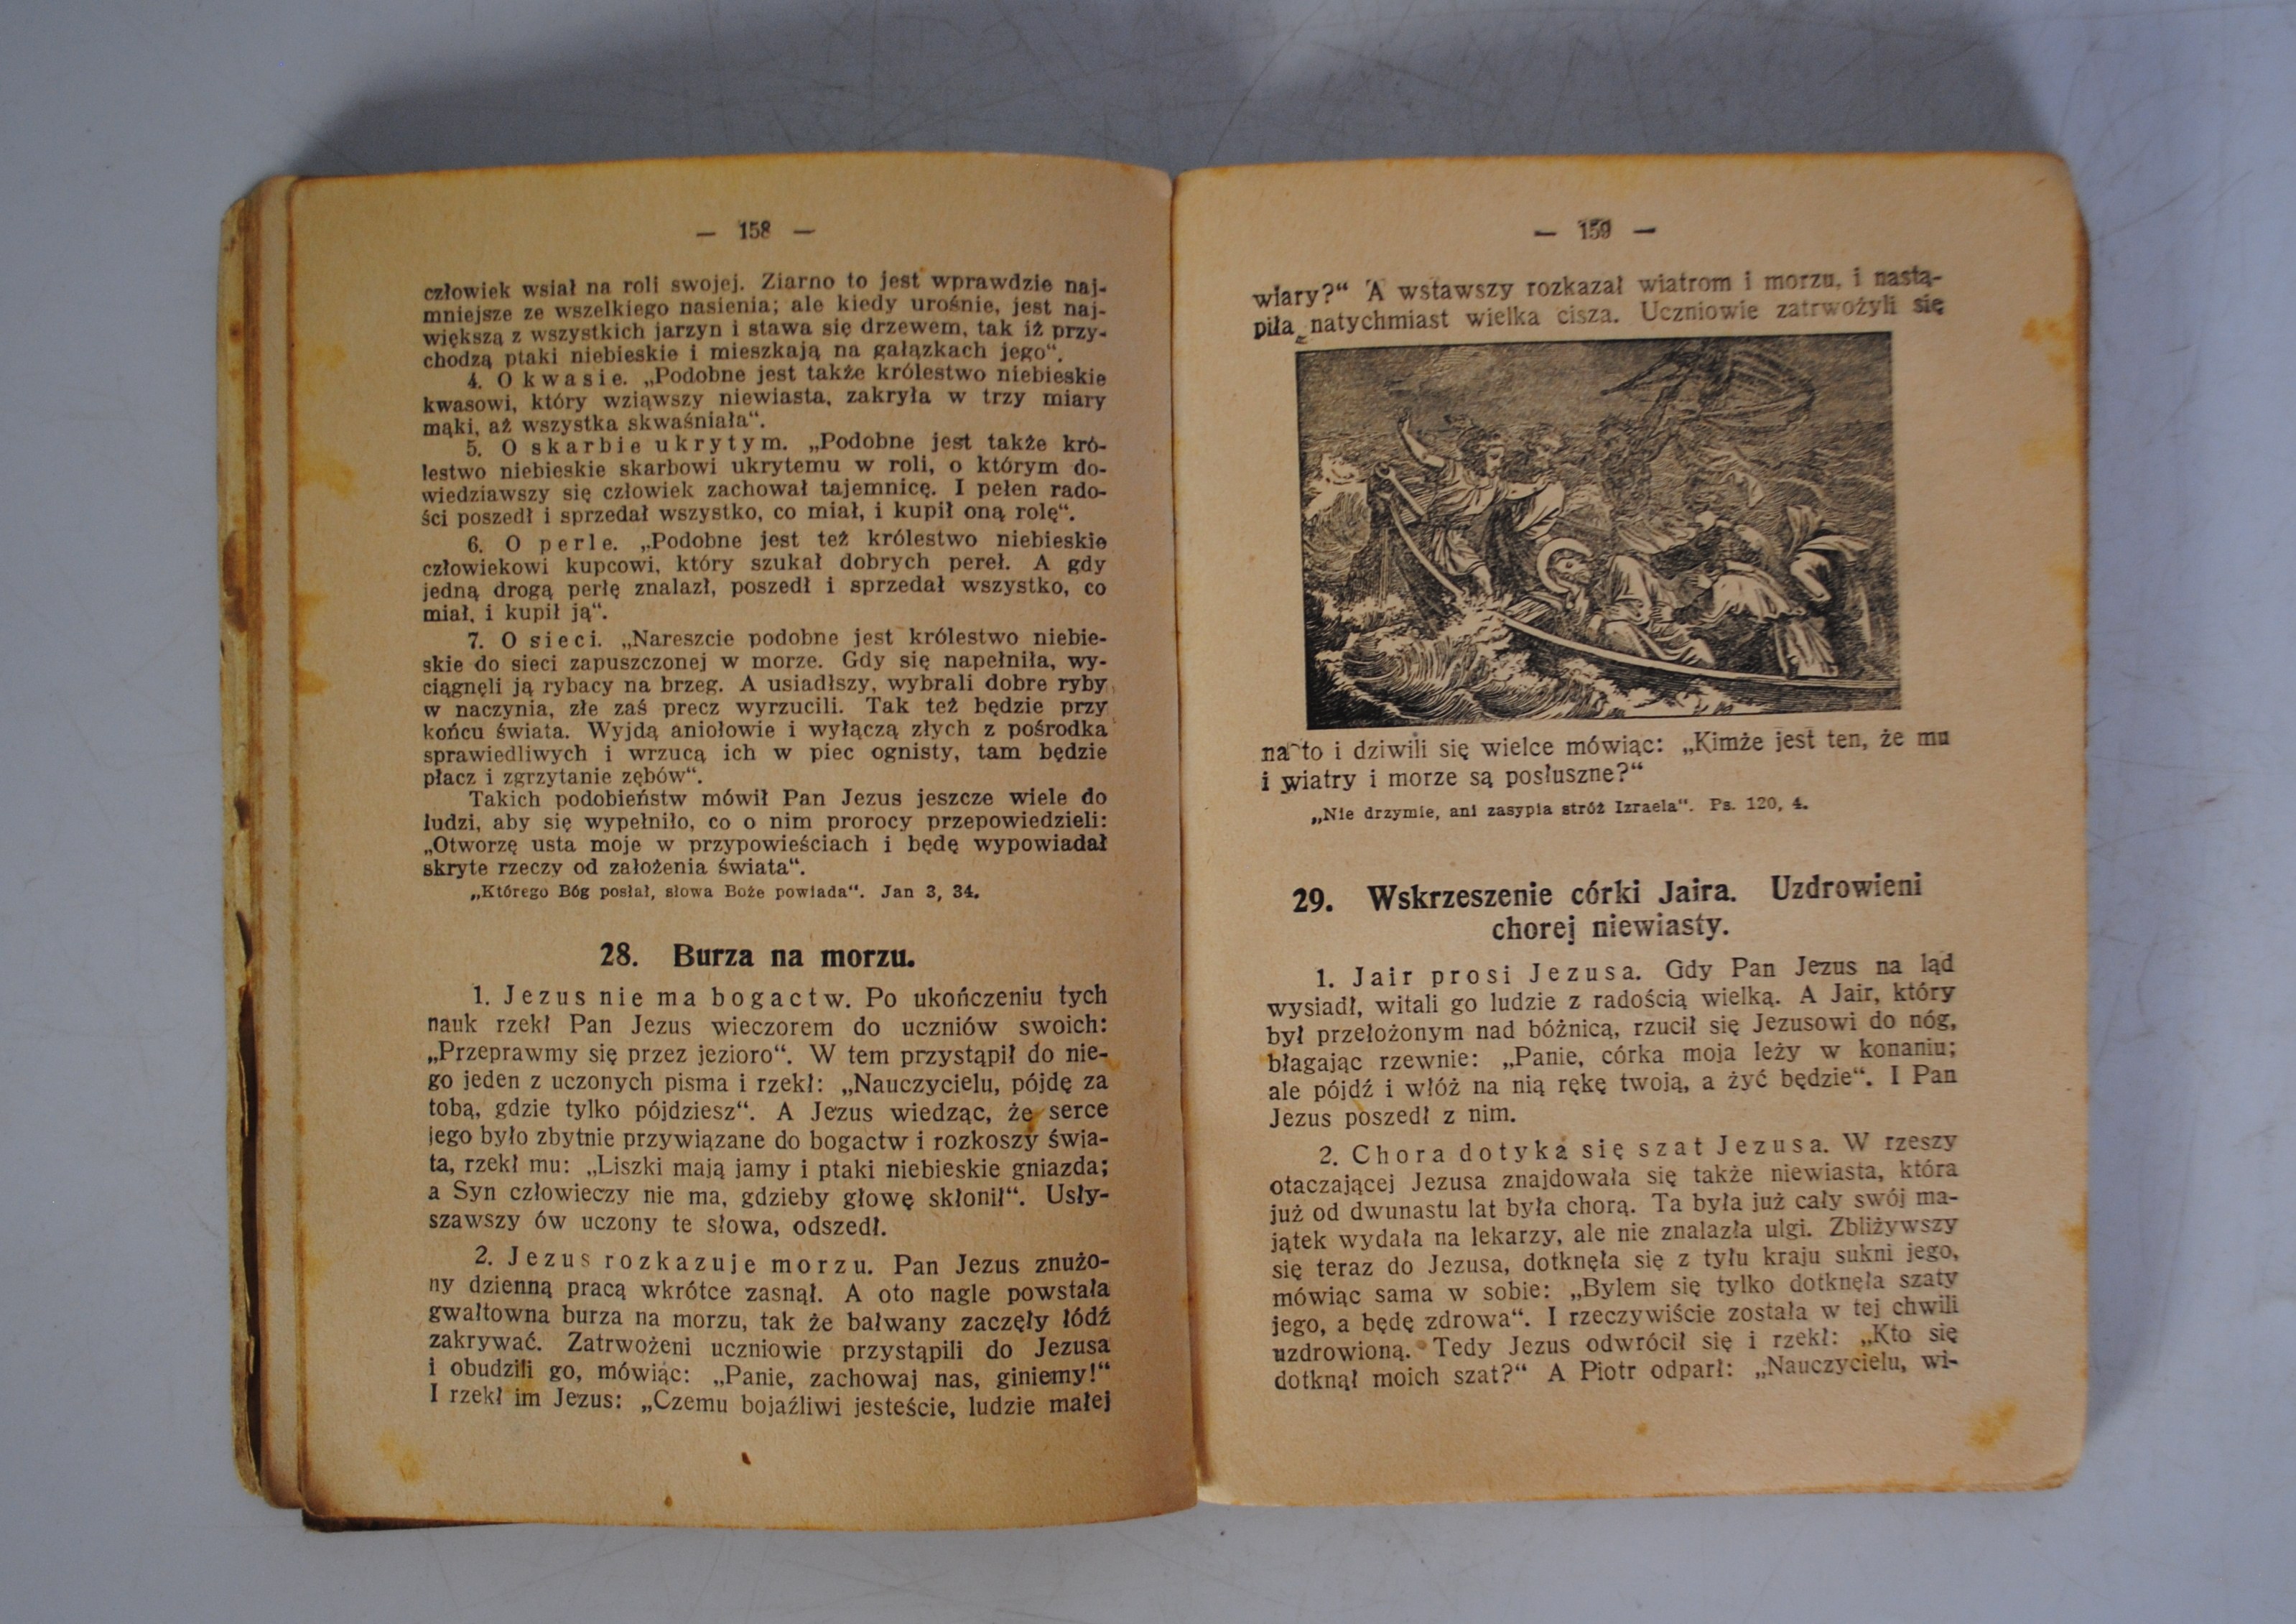 — 158 —
człowiek wsiał na roli swojej. Ziarno to jest wprawdzie naj-
mniejsze ze wszelkiego nasienia; ale kiedy urośnie, jest naj-
większą z wszystkich jarzyn i stawa się drzewem, tak iż przy-
chodzą ptaki niebieskie i mieszkają na gałązkach jego“.
4. O kwasie. „Podobne jest także królestwo niebieskie
kwasowi, który wziąwszy niewiasta, zakryła w trzy miary
mąki, aż wszystka skwaśniała“.
5. O skarbie ukrytym. „Podobne jest także kró-
lestwo niebieskie skarbowi ukrytemu w roli, o którym do-
wiedziawszy się człowiek zachował tajemnicę. I pełen rado-
ści poszedł i sprzedał wszystko, co miał, i kupił oną rolę“.
6. O perle. „Podobne jest też królestwo niebieskie
człowiekowi kupcowi, który szukał dobrych pereł. A gdy
jedną drogą perłę znalazł, poszedł i sprzedał wszystko, co
miał, i kupił ją“.
7. O sieci. „Nareszcie podobne jest królestwo niebie-
skie do sieci zapuszczonej w morze. Gdy się napełniła, wy-
ciągnęli ją rybacy na brzeg. A usiadłszy, wybrali dobre ryby
w naczynia, złe zaś precz wyrzucili. Tak też będzie przy
końcu świata. Wyjdą aniołowie i wyłączą złych z pośrodka
sprawiedliwych i wrzucą ich w piec ognisty, tam będzie
płacz i zgrzytanie zębów“.
Takich podobieństw mówił Pan Jezus jeszcze wiele do
ludzi, aby się wypełniło, co o nim prorocy przepowiedzieli:
„Otworzę usta moje w przypowieściach i będę wypowiadał
skryte rzeczy od założenia świata“.
„Którego Bóg posłał, słowa Boże powiada“. Jan 3, 34.
28. Burza na morzu.
1. Jezus nie ma bogactw. Po ukończeniu tych
nauk rzekł Pan Jezus wieczorem do uczniów swoich:
„Przeprawmy się przez jezioro“. W tem przystąpił do nie-
go jeden z uczonych pisma i rzekł: „Nauczycielu, pójdę za
tobą, gdzie tylko pójdziesz“. A Jezus wiedząc, że serce
jego było zbytnie przywiązane do bogactw i rozkoszy świa-
ta, rzekł mu: „Liszki mają jamy i ptaki niebieskie gniazda;
a Syn człowieczy nie ma, gdzieby głowę skłonił“. Usły-
szawszy ów uczony te słowa, odszedł.
2. Jezus rozkazuje morzu. Pan Jezus znużo-
ny dzienną pracą wkrótce zasnął. A oto nagle powstała
gwałtowna burza na morzu, tak że bałwany zaczęły łódź
zakrywać. Zatrwożeni uczniowie przystąpili do Jezusa
i obudzili go, mówiąc: „Panie, zachowaj nas, giniemy!“
I rzekł im Jezus: „Czemu bojaźliwi jesteście, ludzie małej
— 159 —
wiary?“ A wstawszy rozkazał wiatrom i morzu, i nastą-
piła natychmiast wielka cisza. Uczniowie zatrwożyli się
na to i dziwili się wielce mówiąc: „Kimże jest ten, że mu
i wiatry i morze są posłuszne?“
„Nie drzymie, ani zasypia stróż Izraela“. Ps. 120, 4.
29. Wskrzeszenie córki Jaira. Uzdrowieni
chorej niewiasty.
1. Jair prosi Jezusa. Gdy Pan Jezus na ląd
wysiadł, witali go ludzie z radością wielką. A Jair, który
był przełożonym nad bóżnicą, rzucił się Jezusowi do nóg,
błagając rzewnie: „Panie, córka moja leży w konaniu;
ale pójdź i włóż na nią rękę twoją, a żyć będzie“. I Pan
Jezus poszedł z nim.
2. Chora dotyka się szat Jezusa. W rzeszy
otaczającej Jezusa znajdowała się także niewiasta, która
już od dwunastu lat była chorą. Ta była już cały swój ma-
jątek wydała na lekarzy, ale nie znalazła ulgi. Zbliżywszy
się teraz do Jezusa, dotknęła się z tyłu kraju sukni jego,
mówiąc sama w sobie: „Bylem się tylko dotknęła szaty
jego, a będę zdrowa“. I rzeczywiście została w tej chwili
uzdrowioną. Tedy Jezus odwrócił się i rzekł: „Kto się
dotknął moich szat?“ A Piotr odparł: „Nauczycielu, wi-